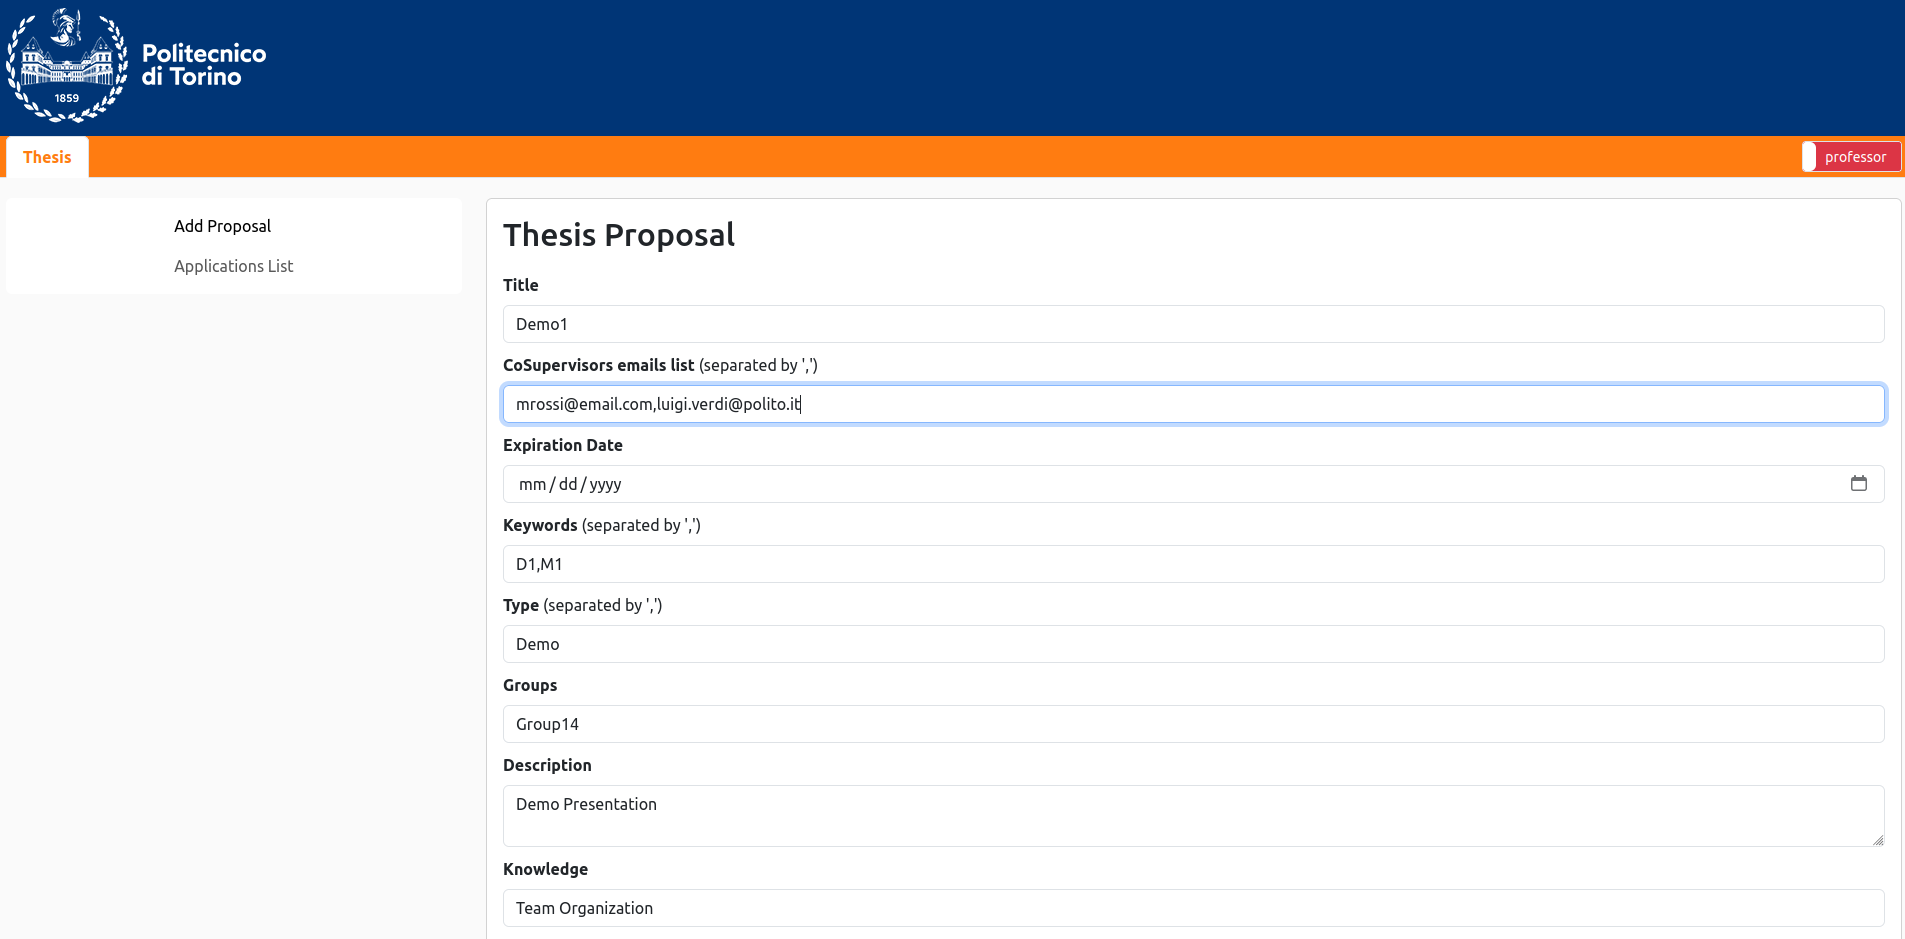 Politecnico
di Torino
1859
Thesis
professor
Add Proposal
Applications List
Thesis Proposal
Title
Demo1
CoSupervisors emails list (separated by ',')
mrossi@email.com,luigi.verdi@polito.it
Expiration Date
mm/dd/yyyy
Keywords (separated by ',')
D1,M1
Type (separated by ',')
Demo
Groups
Group14
Description
Demo Presentation
Knowledge
Team Organization